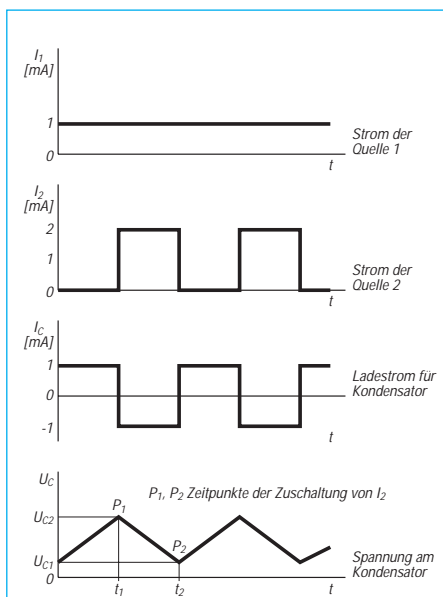 I1
[mA]
1
0
t
Strom der
Quelle 1
I2
[mA]
2
1
0
t
Strom der
Quelle 2
IC
[mA]
1
0
-1
t
Ladestrom für
Kondensator
UC
P1, P2 Zeitpunkte der Zuschaltung von I2
UC2
P1
P2
UC1
0
t1
t2
t
Spannung am
Kondensator